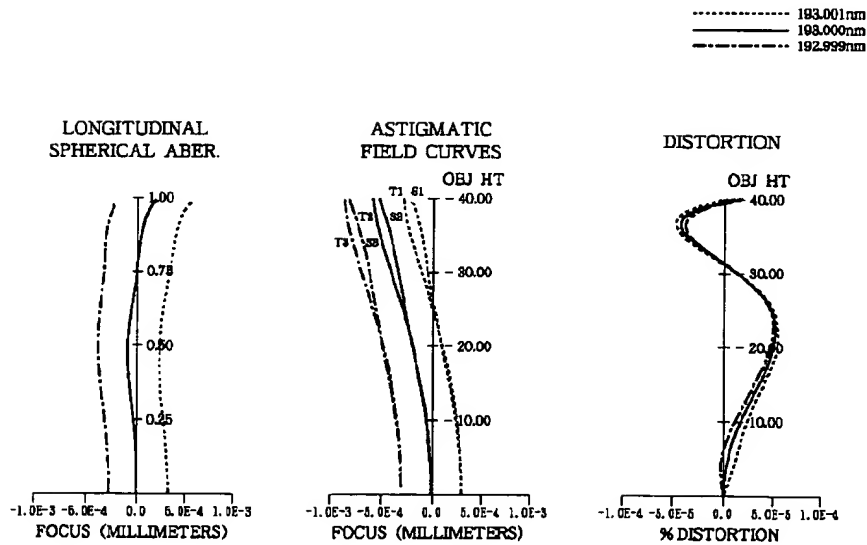 193.001nm
193.000nm
192.999nm
LONGITUDINAL
SPHERICAL ABER.
1.00
0.75
0.50
0.25
-1.0E-3 -5.0E-4 0.0 5.0E-4 1.0E-3
FOCUS (MILLIMETERS)
ASTIGMATIC
FIELD CURVES
OBJ HT
T1 S1
40.00
T2 S2
T3 S3
30.00
20.00
10.00
-1.0E-3 -5.0E-4 0.0 5.0E-4 1.0E-3
FOCUS (MILLIMETERS)
DISTORTION
OBJ HT
40.00
30.00
20.00
10.00
-1.0E-4 -5.0E-5 0.0 5.0E-5 1.0E-4
% DISTORTION